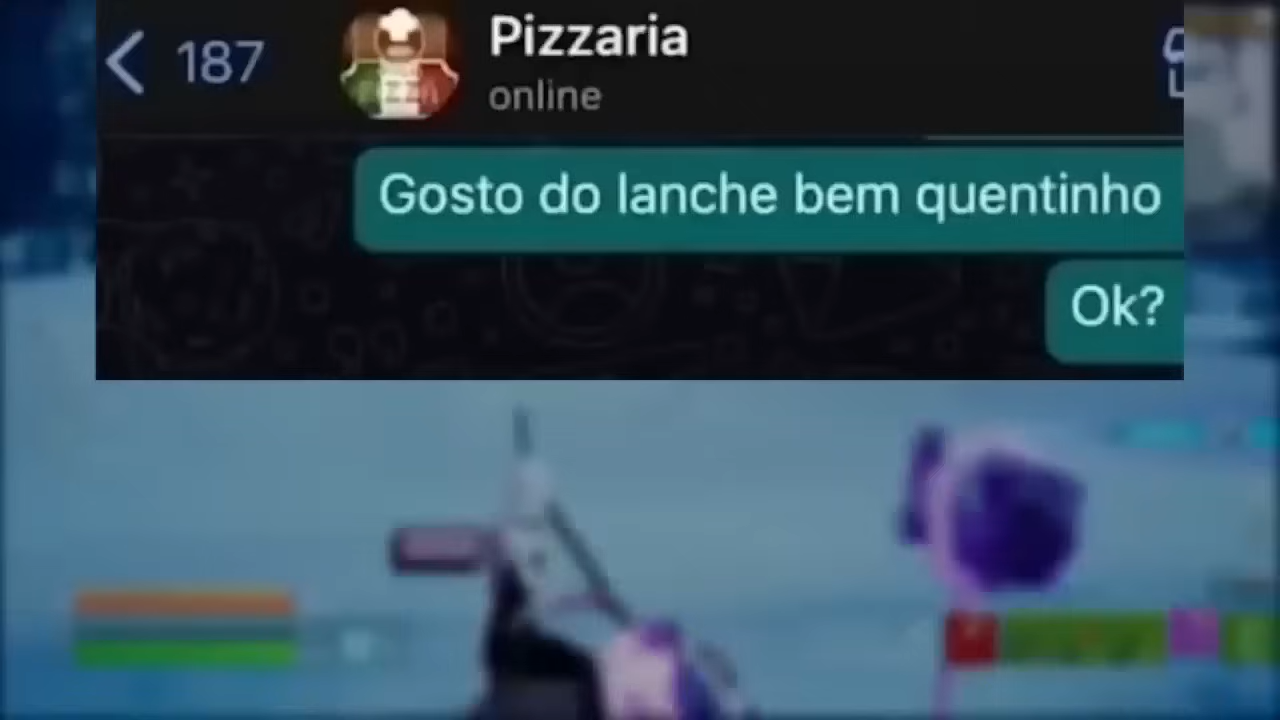 187
Pizzaria
online
Gosto do lanche bem quentinho
Ok?